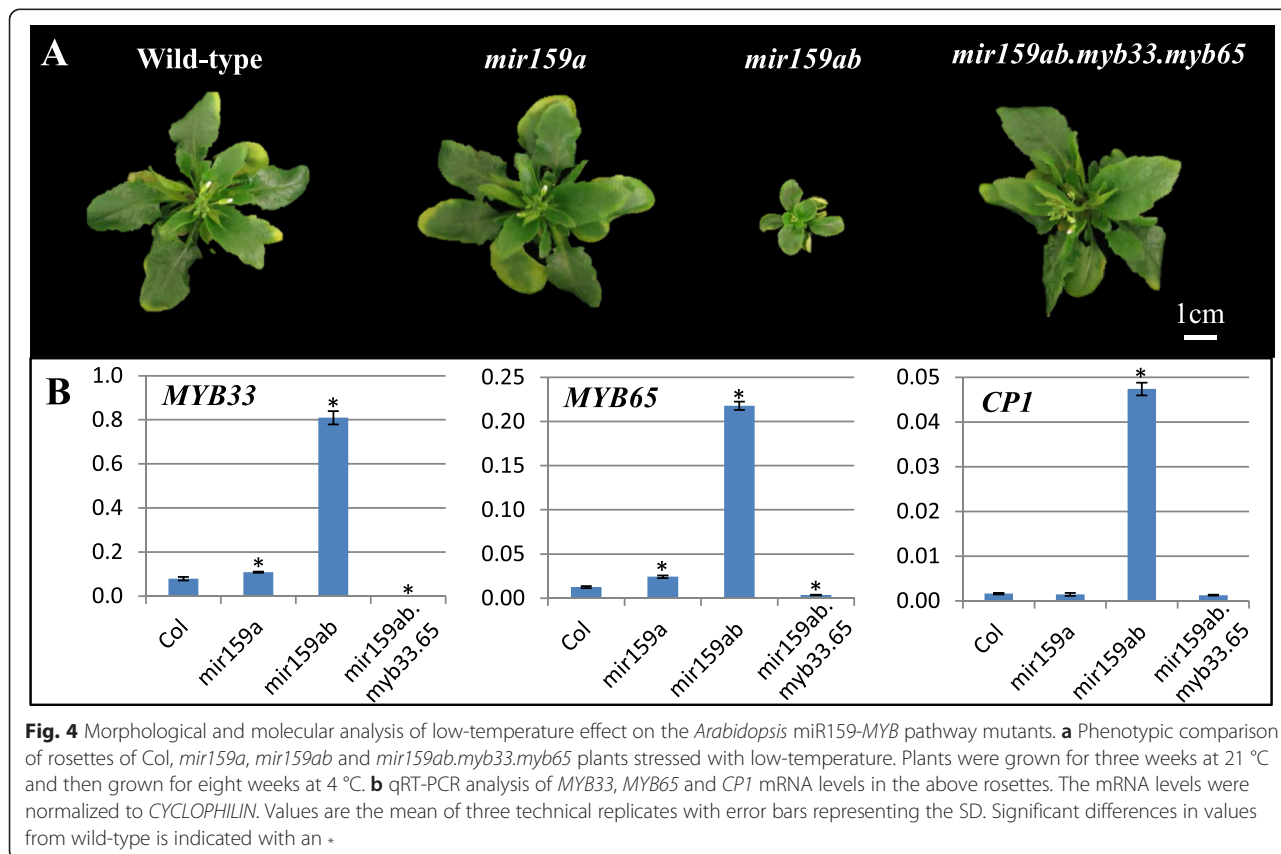 A
Wild-type
mir159a
mir159ab
mir159ab.myb33.myb65
1cm
B
MYB33
1.0
0.8
0.6
0.4
0.2
0.0
*
*
*
Col
mir159a
mir159ab
mir159ab.
myb33.65
MYB65
0.25
0.20
0.15
0.10
0.05
0.00
*
*
*
Col
mir159a
mir159ab
mir159ab.
myb33.65
CP1
0.05
0.04
0.03
0.02
0.01
0.00
*
Col
mir159a
mir159ab
mir159ab.
myb33.65
Fig. 4 Morphological and molecular analysis of low-temperature effect on the Arabidopsis miR159-MYB pathway mutants. a Phenotypic comparison
of rosettes of Col, mir159a, mir159ab and mir159ab.myb33.myb65 plants stressed with low-temperature. Plants were grown for three weeks at 21 °C
and then grown for eight weeks at 4 °C. b qRT-PCR analysis of MYB33, MYB65 and CP1 mRNA levels in the above rosettes. The mRNA levels were
normalized to CYCLOPHILIN. Values are the mean of three technical replicates with error bars representing the SD. Significant differences in values
from wild-type is indicated with an *